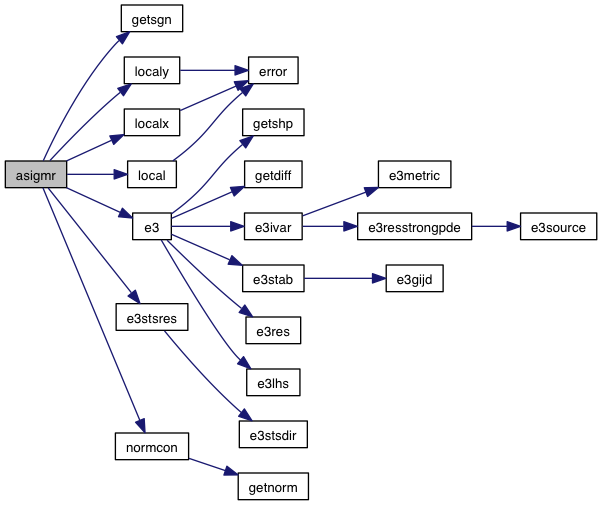 getsgn
localy
error
localx
getshp
asigmr
local
getdiff
e3metric
e3
e3ivar
e3resstrongpde
e3source
e3stab
e3gijd
e3stsres
e3res
e3lhs
e3stsdir
normcon
getnorm